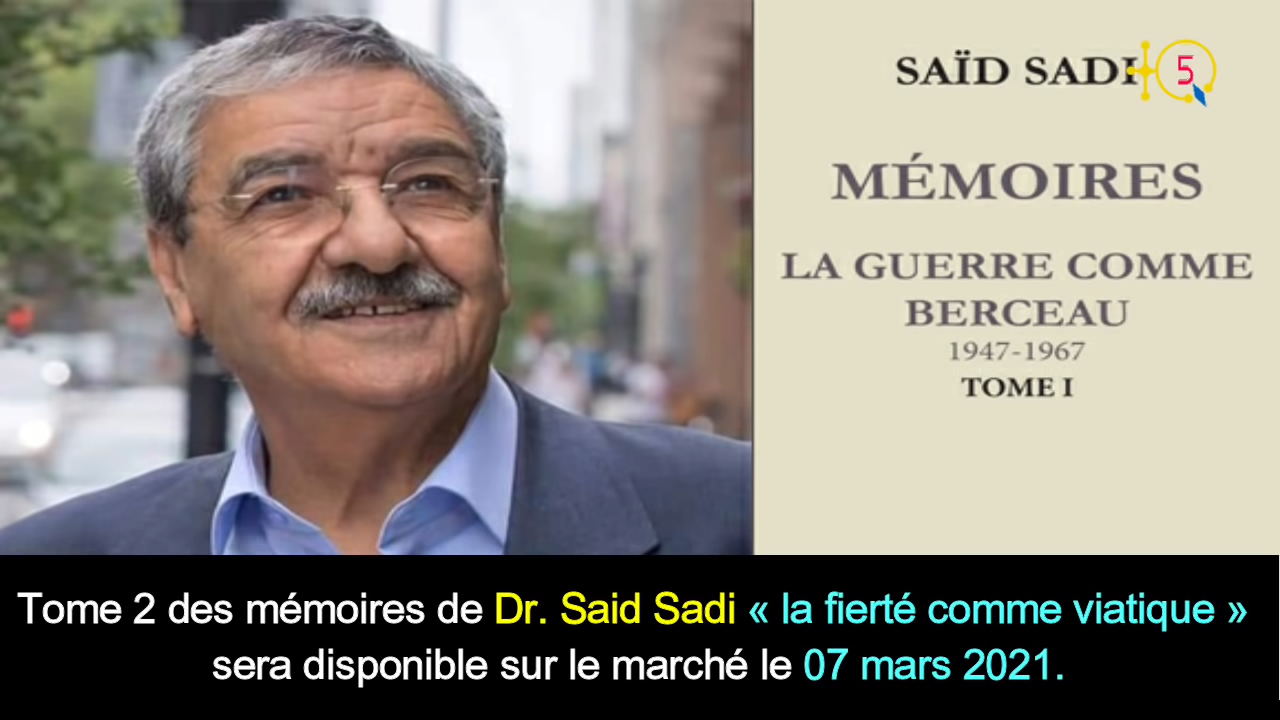 SAÏD SADI
5
MÉMOIRES
LA GUERRE COMME
BERCEAU
1947-1967
TOME I
Tome 2 des mémoires de Dr. Said Sadi « la fierté comme viatique »
sera disponible sur le marché le 07 mars 2021.